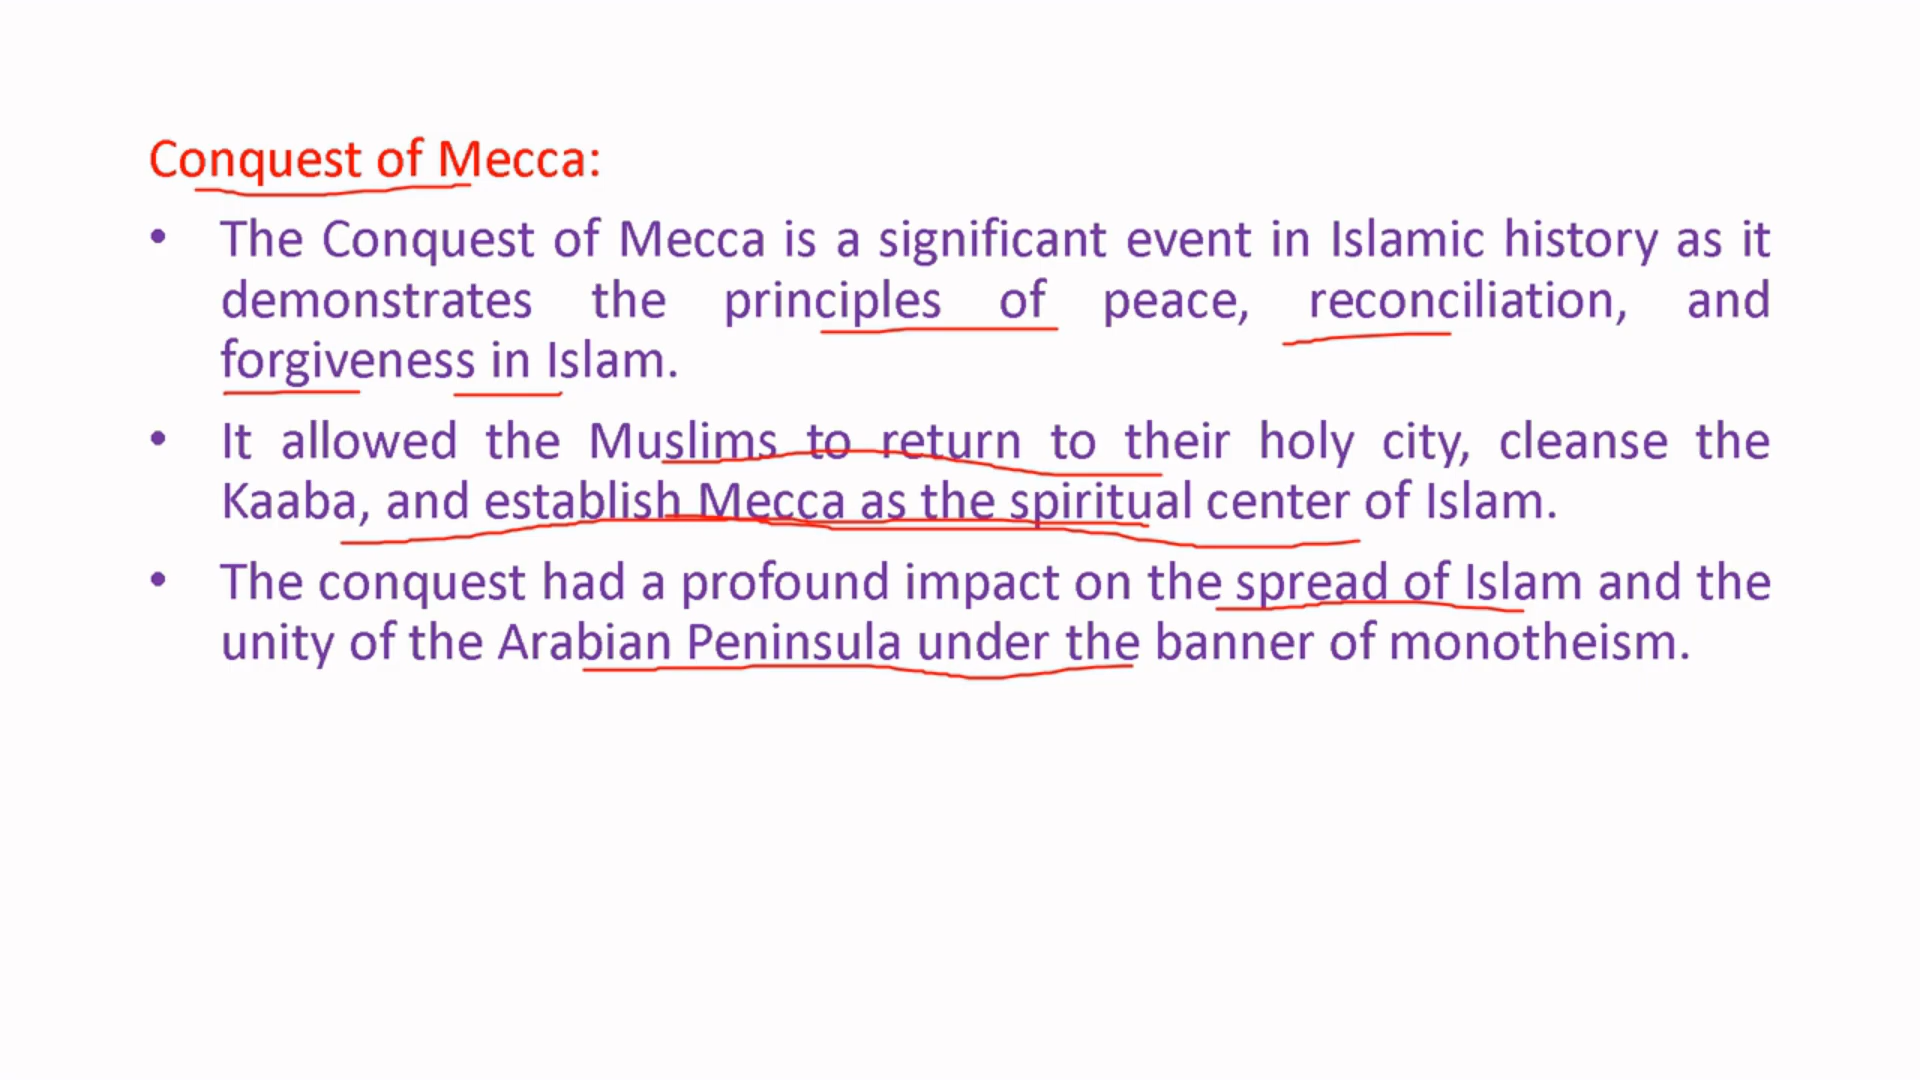 Conquest of Mecca:
• The Conquest of Mecca is a significant event in Islamic history as it
demonstrates the principles of peace, reconciliation, and
forgiveness in Islam.
• It allowed the Muslims to return to their holy city, cleanse the
Kaaba, and establish Mecca as the spiritual center of Islam.
• The conquest had a profound impact on the spread of Islam and the
unity of the Arabian Peninsula under the banner of monotheism.